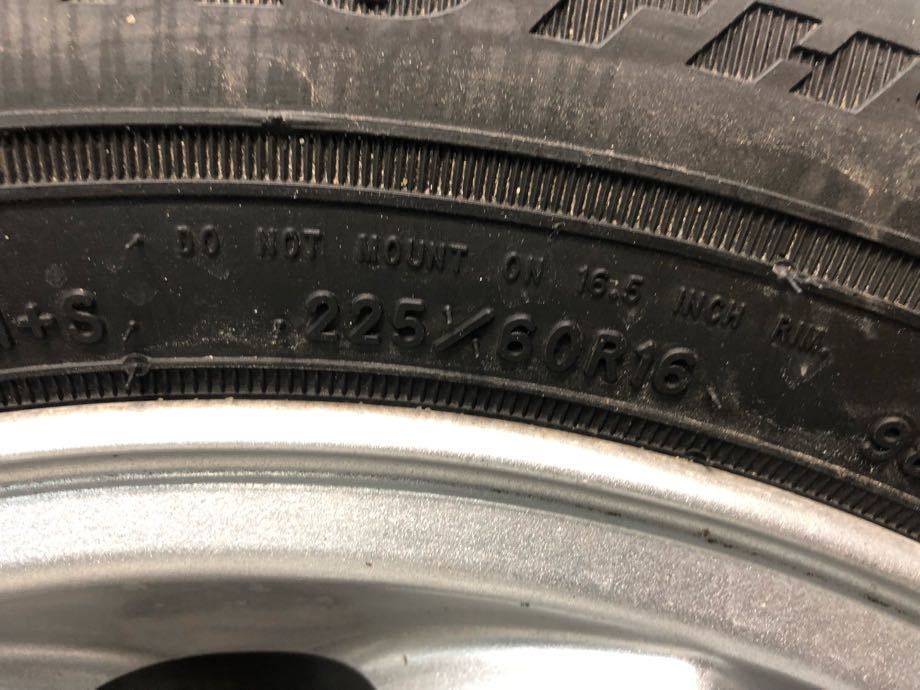 DO NOT MOUNT ON 16.5 INCH RIM
M+S 225/60R16